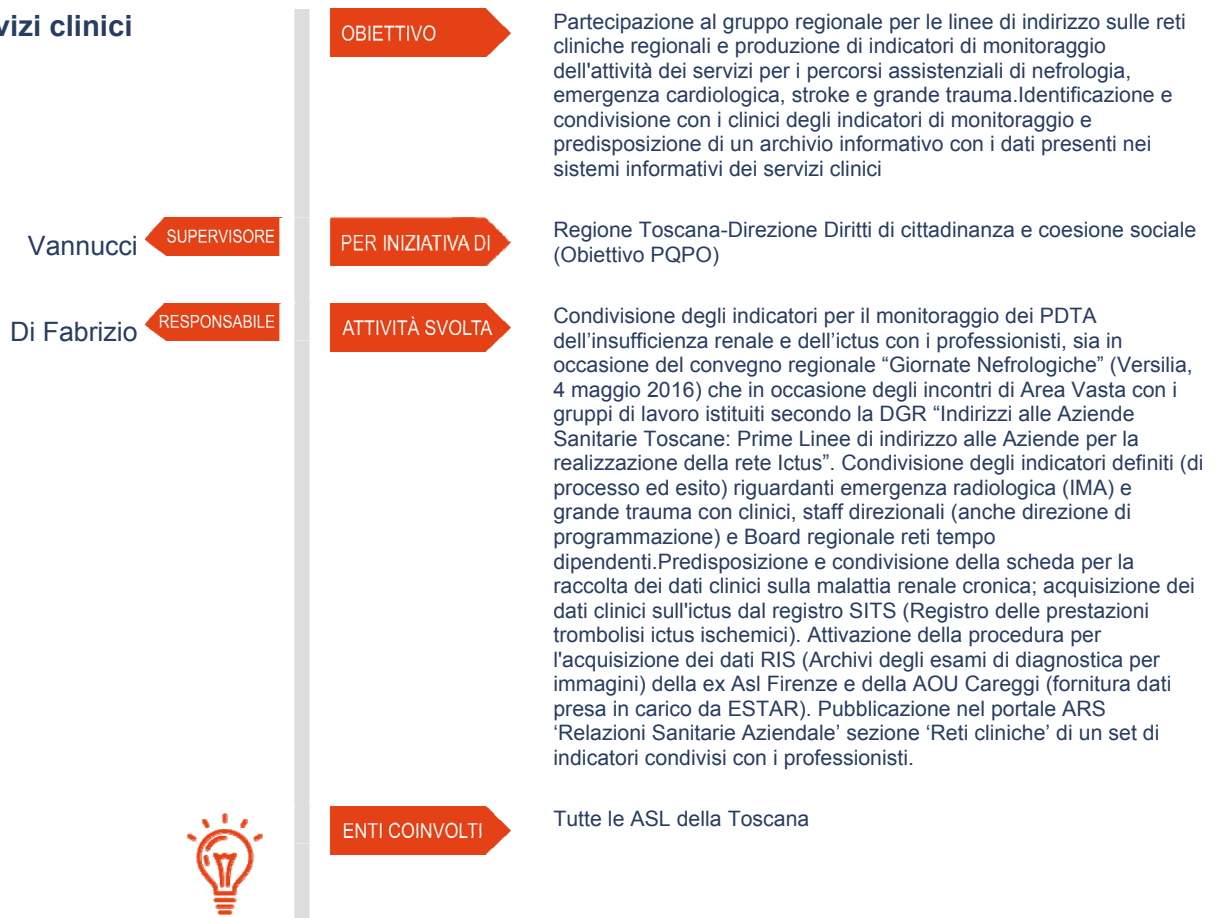 vizi clinici
OBIETTIVO
Partecipazione al gruppo regionale per le linee di indirizzo sulle reti
cliniche regionali e produzione di indicatori di monitoraggio
dell'attività dei servizi per i percorsi assistenziali di nefrologia,
emergenza cardiologica, stroke e grande trauma.Identificazione e
condivisione con i clinici degli indicatori di monitoraggio e
predisposizione di un archivio informativo con i dati presenti nei
sistemi informativi dei servizi clinici
Vannucci
SUPERVISORE
PER INIZIATIVA DI
Regione Toscana-Direzione Diritti di cittadinanza e coesione sociale
(Obiettivo PQPO)
Di Fabrizio
RESPONSABILE
ATTIVITÀ SVOLTA
Condivisione degli indicatori per il monitoraggio dei PDTA
dell’insufficienza renale e dell’ictus con i professionisti, sia in
occasione del convegno regionale “Giornate Nefrologiche” (Versilia,
4 maggio 2016) che in occasione degli incontri di Area Vasta con i
gruppi di lavoro istituiti secondo la DGR “Indirizzi alle Aziende
Sanitarie Toscane: Prime Linee di indirizzo alle Aziende per la
realizzazione della rete Ictus”. Condivisione degli indicatori definiti (di
processo ed esito) riguardanti emergenza radiologica (IMA) e
grande trauma con clinici, staff direzionali (anche direzione di
programmazione) e Board regionale reti tempo
dipendenti.Predisposizione e condivisione della scheda per la
raccolta dei dati clinici sulla malattia renale cronica; acquisizione dei
dati clinici sull'ictus dal registro SITS (Registro delle prestazioni
trombolisi ictus ischemici). Attivazione della procedura per
l'acquisizione dei dati RIS (Archivi degli esami di diagnostica per
immagini) della ex Asl Firenze e della AOU Careggi (fornitura dati
presa in carico da ESTAR). Pubblicazione nel portale ARS
‘Relazioni Sanitarie Aziendale’ sezione ‘Reti cliniche’ di un set di
indicatori condivisi con i professionisti.
ENTI COINVOLTI
Tutte le ASL della Toscana